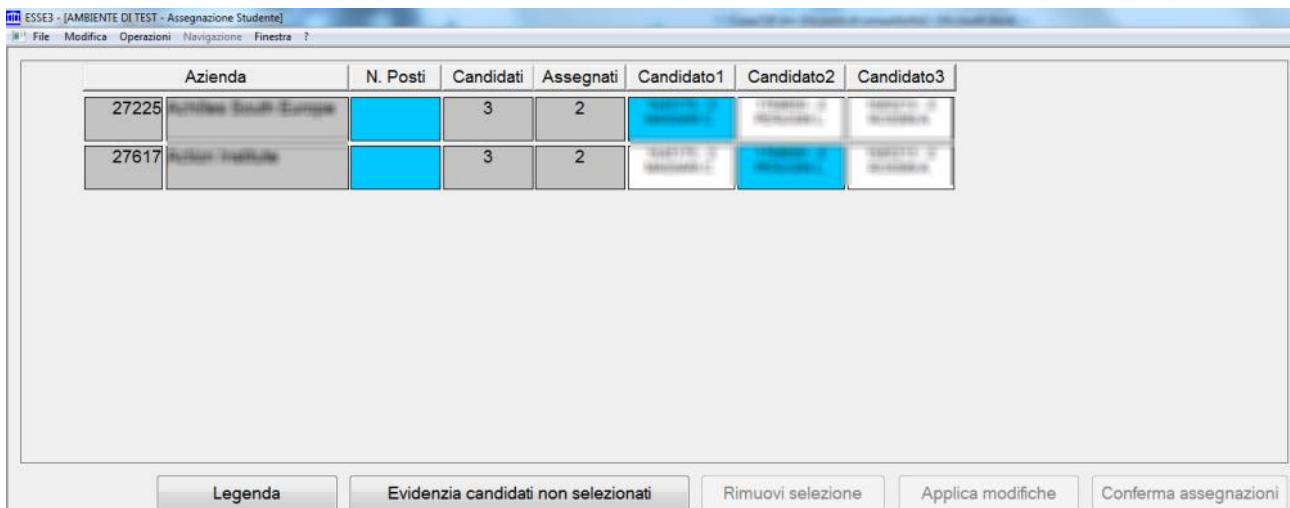 ESSE3 - [AMBIENTE DI TEST - Assegnazione Studente]
File Modifica Operazioni Navigazione Finestra ?
Azienda N. Posti Candidati Assegnati Candidato1 Candidato2 Candidato3
27225 3 2
27617 3 2
Legenda Evidenzia candidati non selezionati Rimuovi selezione Applica modifiche Conferma assegnazioni